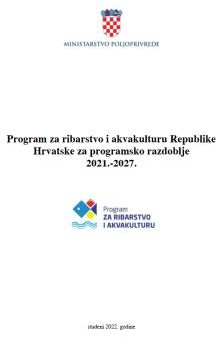 MINISTARSTVO POLJOPRIVREDE
Program za ribarstvo i akvakulturu Republike
Hrvatske za programsko razdoblje
2021.-2027.
Program
ZA RIBARSTVO
I AKVAKULTURU
studeni 2022. godine